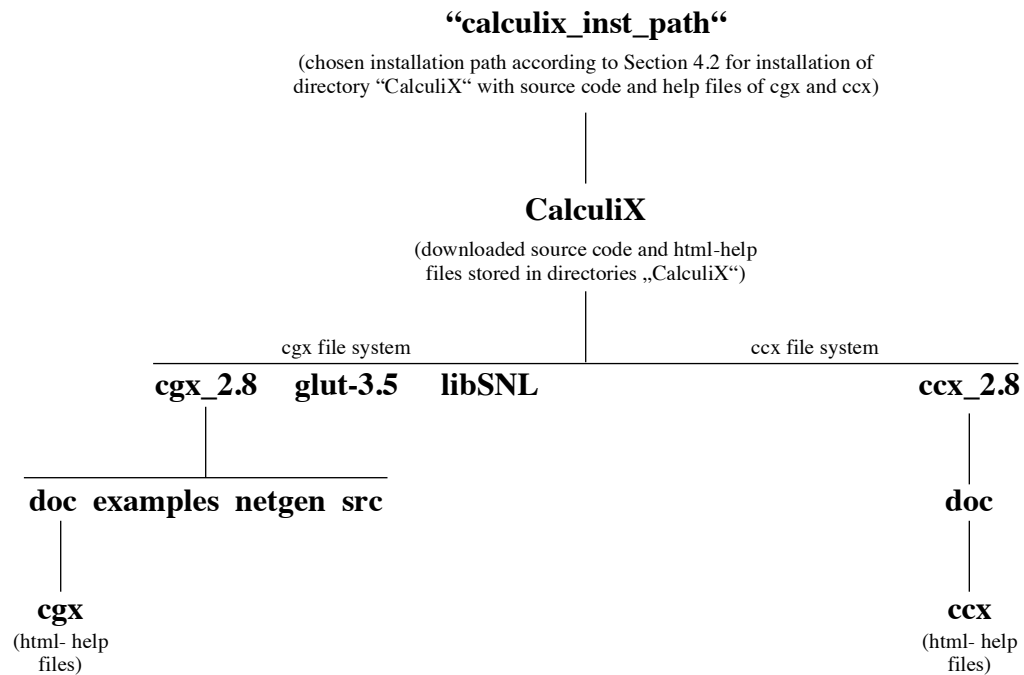 “calculix_inst_path“
(chosen installation path according to Section 4.2 for installation of
directory “CalculiX“ with source code and help files of cgx and ccx)
CalculiX
(downloaded source code and html-help
files stored in directories „CalculiX“)
cgx file system ccx file system
cgx_2.8 glut-3.5 libSNL ccx_2.8
doc examples netgen src doc
cgx ccx
(html- help (html- help
files) files)